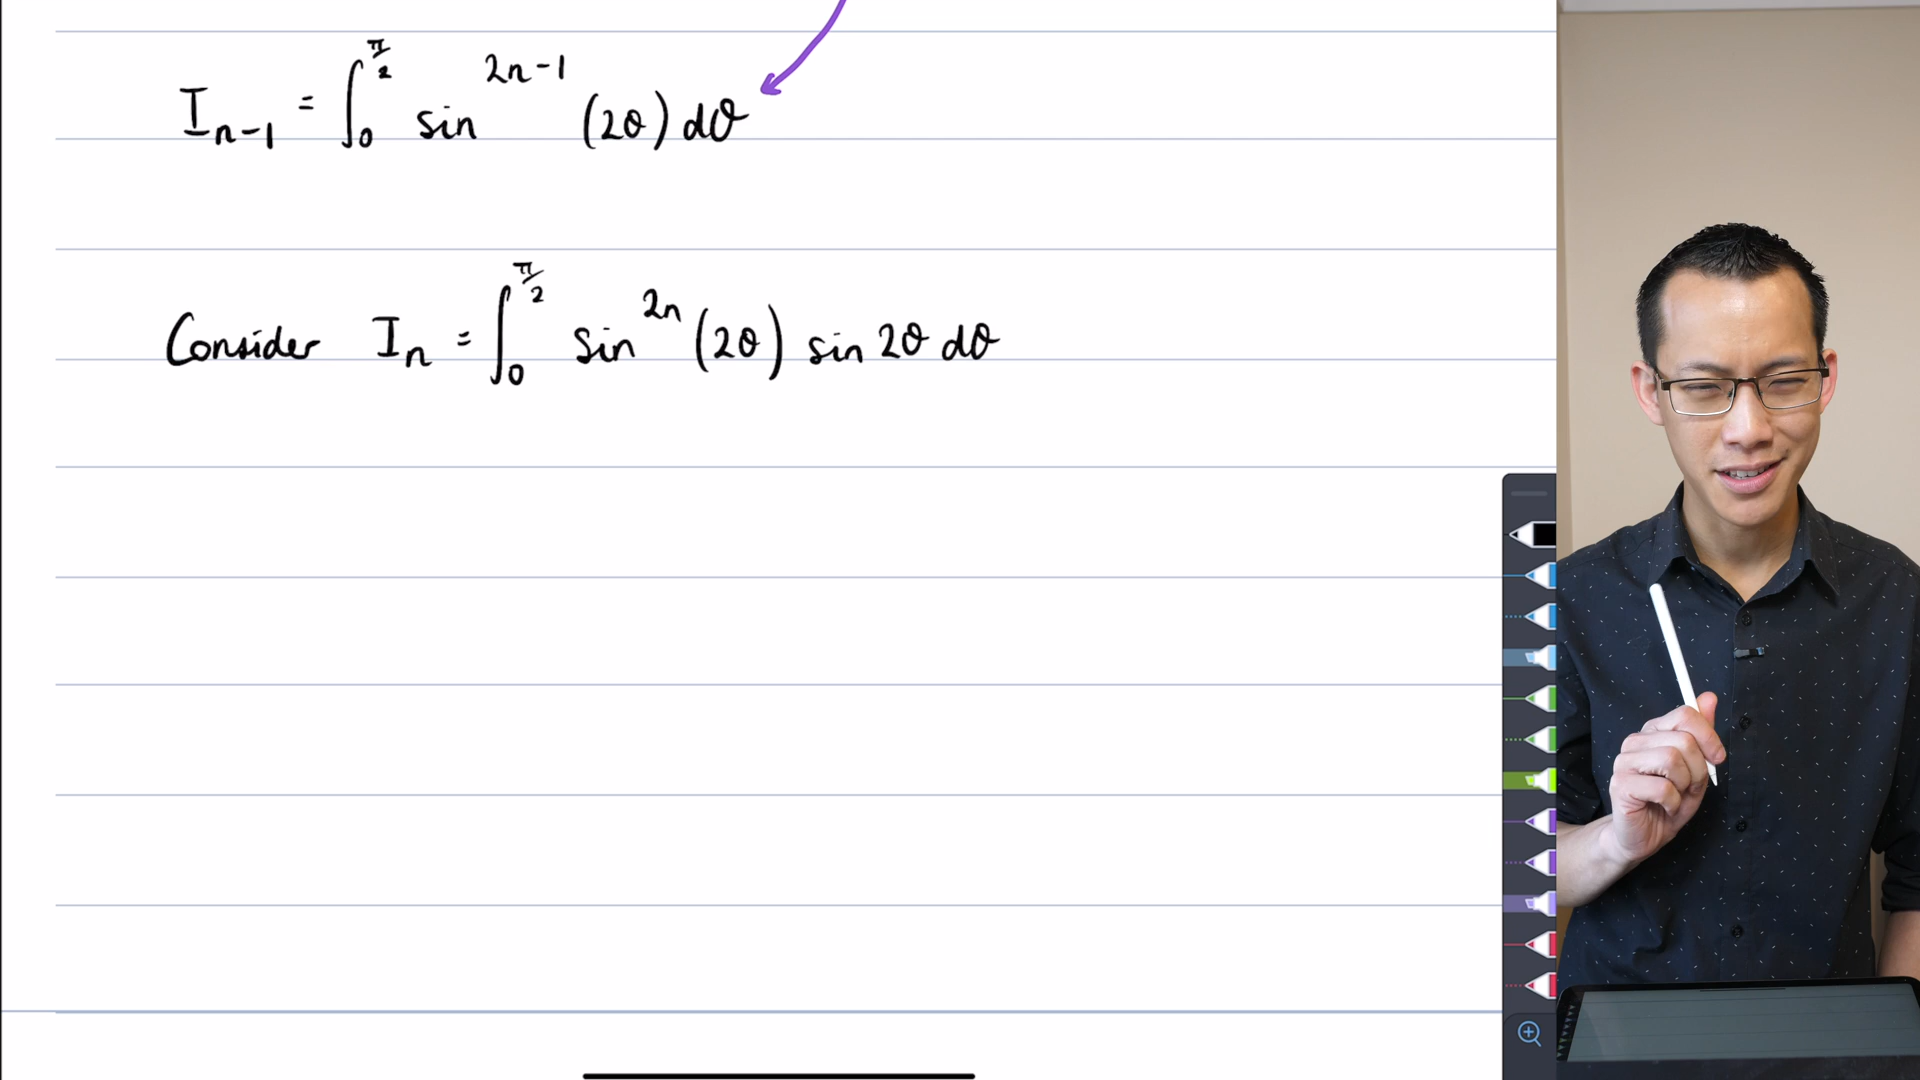 I_{n-1} = ∫_0^{π/2} sin^{2n-1} (2θ) dθ
Consider I_n = ∫_0^{π/2} sin^{2n} (2θ) sin 2θ dθ